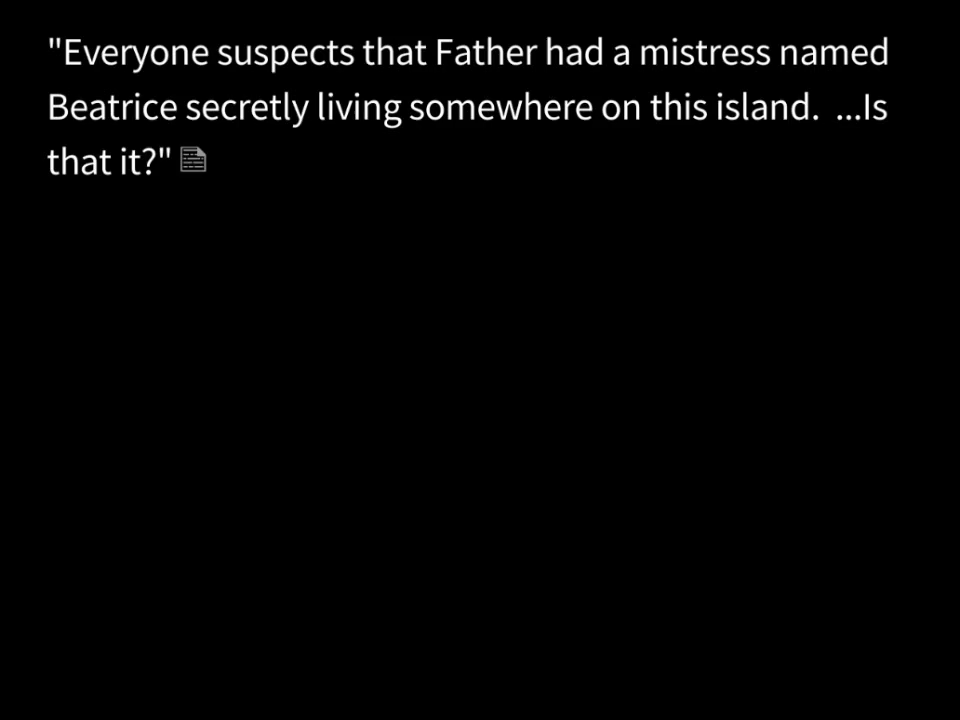 "Everyone suspects that Father had a mistress named
Beatrice secretly living somewhere on this island.  ...Is
that it?"